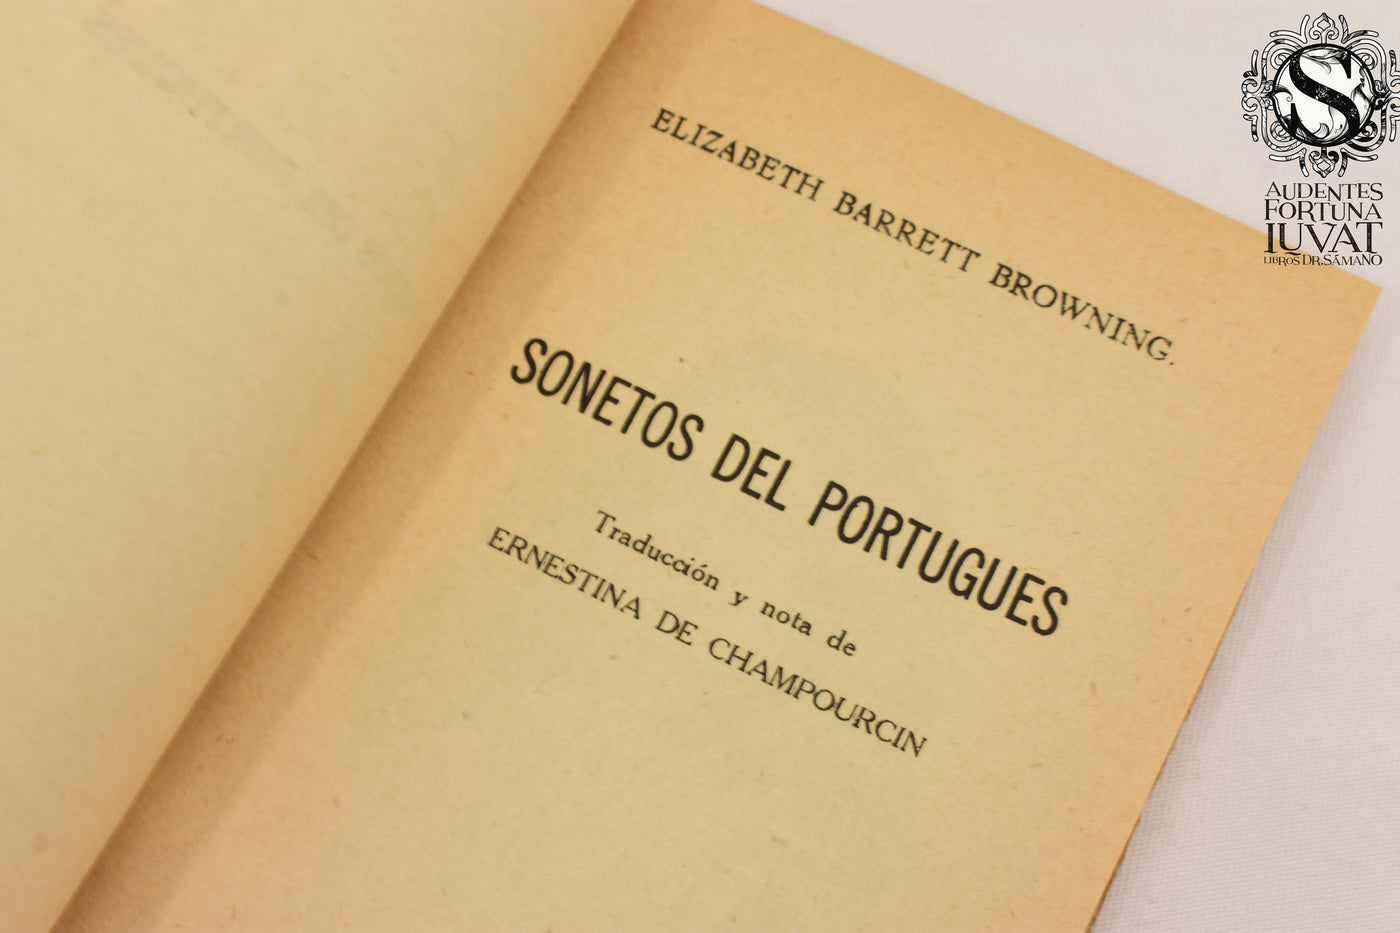 ELIZABETH BARRETT BROWNING.
SONETOS DEL PORTUGUES
Traducción y nota de
ERNESTINA DE CHAMPOURCIN
S
AUDENTES
FORTUNA
IUVAT
LIBROS DR. SÁMANO